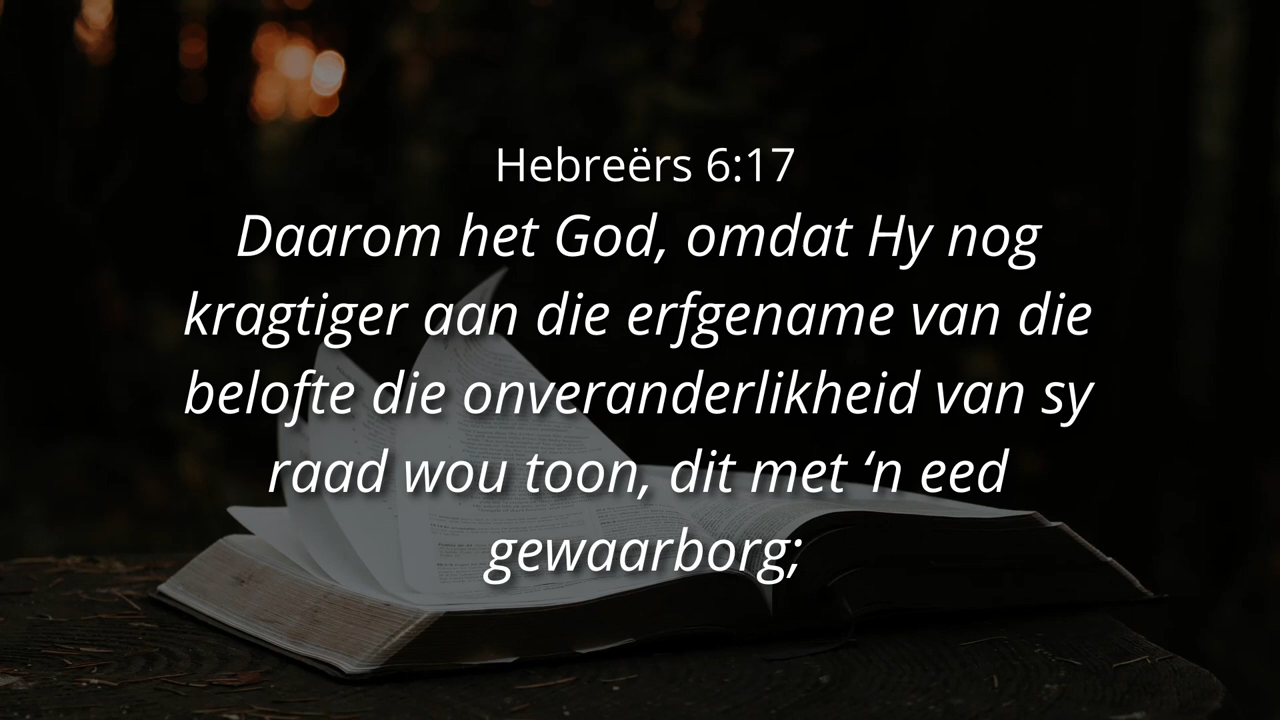 Hebreërs 6:17
Daarom het God, omdat Hy nog
kragtiger aan die erfgename van die
belofte die onveranderlikheid van sy
raad wou toon, dit met ‘n eed
gewaarborg;